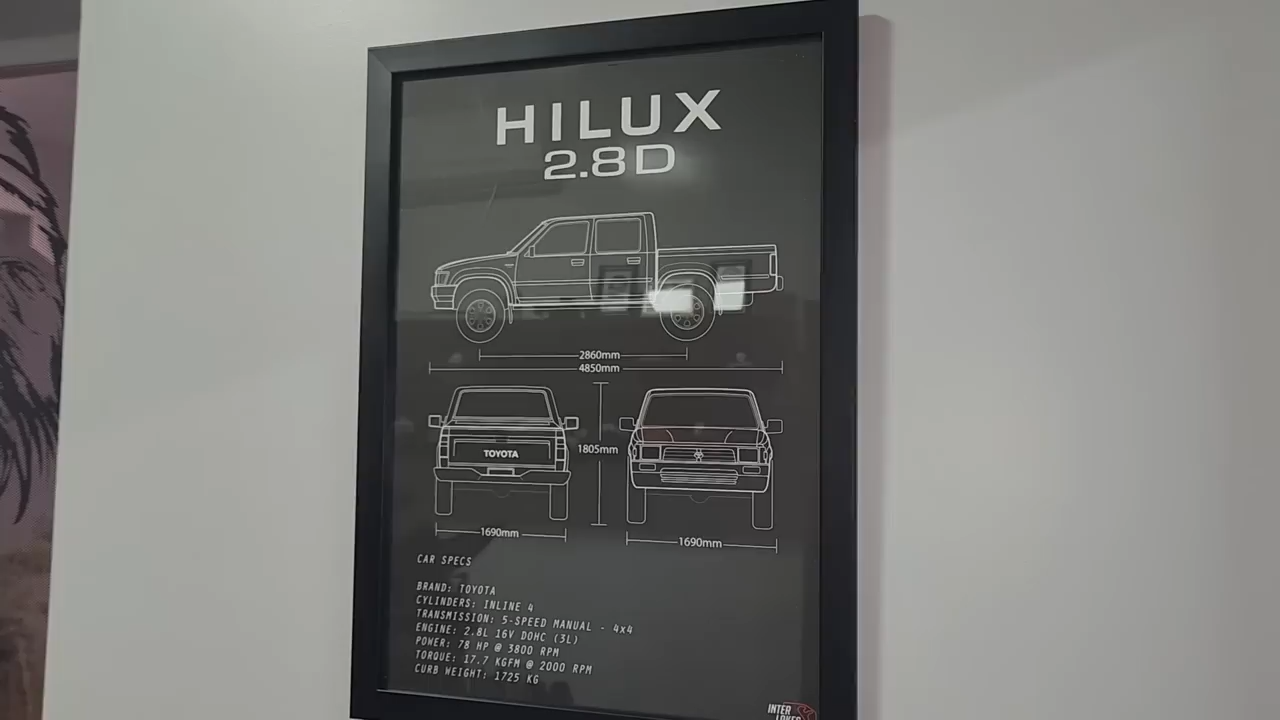 HILUX
2.8D
2860mm
4850mm
TOYOTA
1805mm
1690mm
1690mm
CAR SPECS
BRAND: TOYOTA
CYLINDERS: INLINE 4
TRANSMISSION: 5-SPEED MANUAL - 4x4
ENGINE: 2.8L 16V DOHC (3L)
POWER: 78 HP @ 3800 RPM
TORQUE: 17.7 KGFM @ 2000 RPM
CURB WEIGHT: 1725 KG
INTER